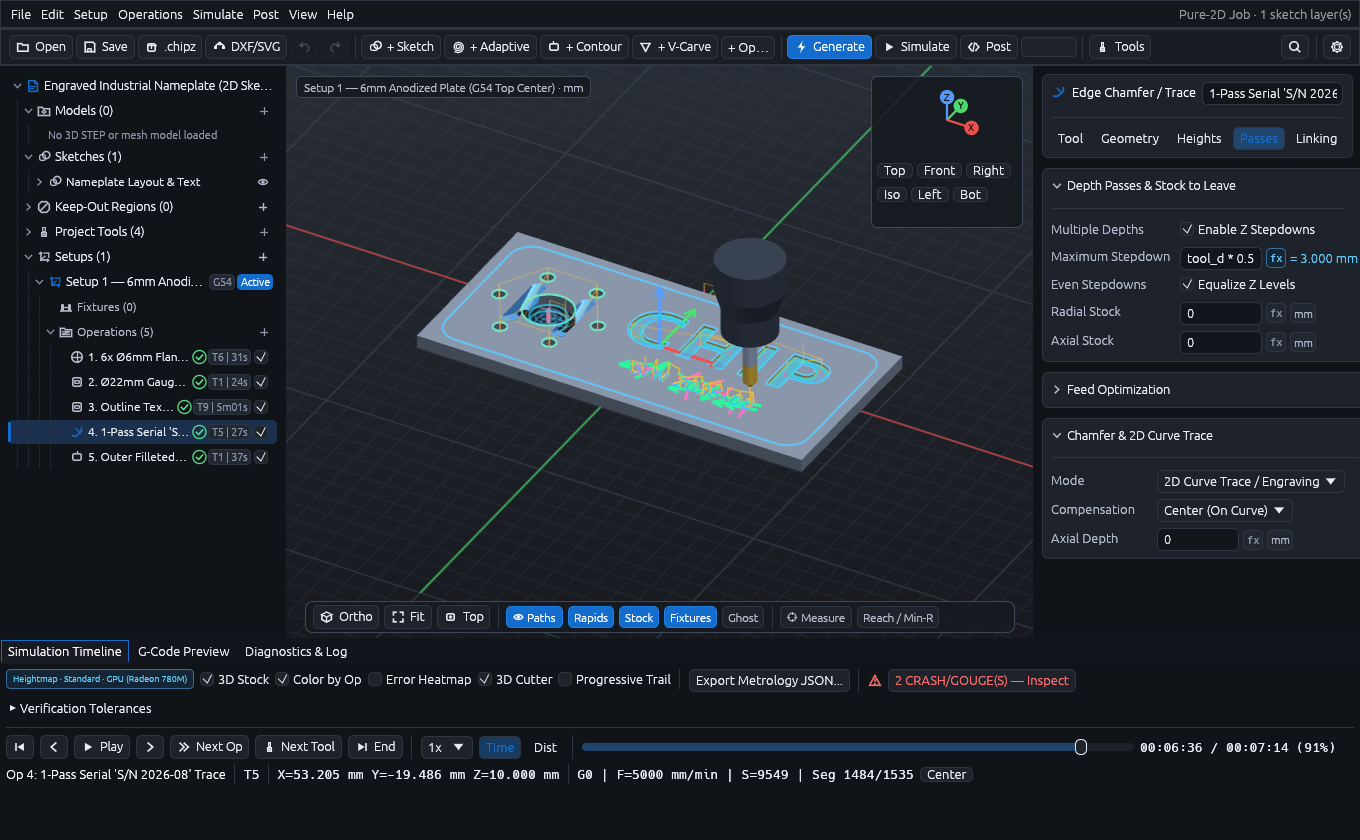 File Edit Setup Operations Simulate Post View Help
Pure-2D Job · 1 sketch layer(s)
Open Save .chipz DXF/SVG + Sketch + Adaptive + Contour + V-Carve + Op... Generate Simulate Post Tools
Engraved Industrial Nameplate (2D Ske...
Models (0) +
No 3D STEP or mesh model loaded
Sketches (1) +
Nameplate Layout & Text
Keep-Out Regions (0) +
Project Tools (4) +
Setups (1) +
Setup 1 — 6mm Anodi... G54 Active
Fixtures (0)
Operations (5) +
1. 6x Ø6mm Flan... T6 | 31s
2. Ø22mm Gaug... T1 | 24s
3. Outline Tex... T9 | 5m01s
4. 1-Pass Serial 'S... T5 | 27s
5. Outer Filleted... T1 | 37s
Setup 1 — 6mm Anodized Plate (G54 Top Center) · mm
Z
Y
X
Top Front Right
Iso Left Bot
CHIP
Ortho Fit Top Paths Rapids Stock Fixtures Ghost Measure Reach / Min-R
Edge Chamfer / Trace 1-Pass Serial 'S/N 2026
Tool Geometry Heights Passes Linking
Depth Passes & Stock to Leave
Multiple Depths Enable Z Stepdowns
Maximum Stepdown tool_d * 0.5 fx = 3.000 mm
Even Stepdowns Equalize Z Levels
Radial Stock 0 fx mm
Axial Stock 0 fx mm
Feed Optimization
Chamfer & 2D Curve Trace
Mode 2D Curve Trace / Engraving
Compensation Center (On Curve)
Axial Depth 0 fx mm
Simulation Timeline G-Code Preview Diagnostics & Log
Heightmap · Standard · GPU (Radeon 780M) 3D Stock Color by Op Error Heatmap 3D Cutter Progressive Trail Export Metrology JSON... 2 CRASH/GOUGE(S) — Inspect
Verification Tolerances
Play Next Op Next Tool End 1x Time Dist 00:06:36 / 00:07:14 (91%)
Op 4: 1-Pass Serial 'S/N 2026-08' Trace T5 X=53.205 mm Y=-19.486 mm Z=10.000 mm G0 | F=5000 mm/min | S=9549 | Seg 1484/1535 Center